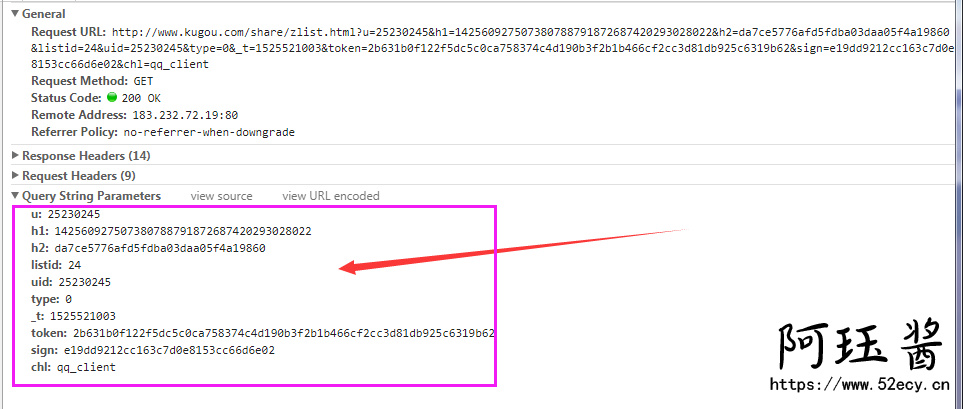 General
Request URL: http://www.kugou.com/share/zlist.html?u=25230245&h1=142560927507380788791872687420293028022&h2=da7ce5776afd5fdba03daa05f4a19860
&listid=24&uid=25230245&type=0&_t=1525521003&token=2b631b0f122f5dc5c0ca758374c4d190b3f2b1b466cf2cc3d81db925c6319b62&sign=e19dd9212cc163c7d0e
8153cc66d6e02&chl=qq_client
Request Method: GET
Status Code: 200 OK
Remote Address: 183.232.72.19:80
Referrer Policy: no-referrer-when-downgrade
Response Headers (14)
Request Headers (9)
Query String Parameters view source view URL encoded
u: 25230245
h1: 142560927507380788791872687420293028022
h2: da7ce5776afd5fdba03daa05f4a19860
listid: 24
uid: 25230245
type: 0
_t: 1525521003
token: 2b631b0f122f5dc5c0ca758374c4d190b3f2b1b466cf2cc3d81db925c6319b62
sign: e19dd9212cc163c7d0e8153cc66d6e02
chl: qq_client
阿珏酱
https://www.52ecy.cn